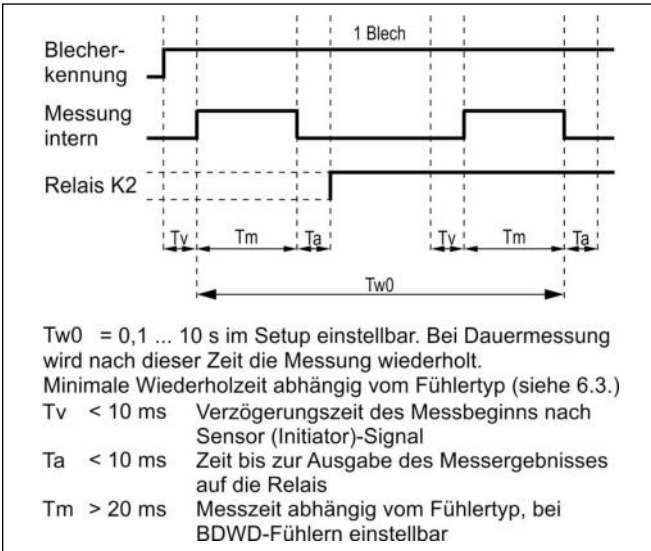 1 Blech
Blecher-
kennung
Messung
intern
Relais K2
Tv Tm Ta Tv Tm Ta
Tw0
Tw0 = 0,1 ... 10 s im Setup einstellbar. Bei Dauermessung
wird nach dieser Zeit die Messung wiederholt.
Minimale Wiederholzeit abhängig vom Fühlertyp (siehe 6.3.)
Tv < 10 ms Verzögerungszeit des Messbeginns nach
Sensor (Initiator)-Signal
Ta < 10 ms Zeit bis zur Ausgabe des Messergebnisses
auf die Relais
Tm > 20 ms Messzeit abhängig vom Fühlertyp, bei
BDWD-Fühlern einstellbar